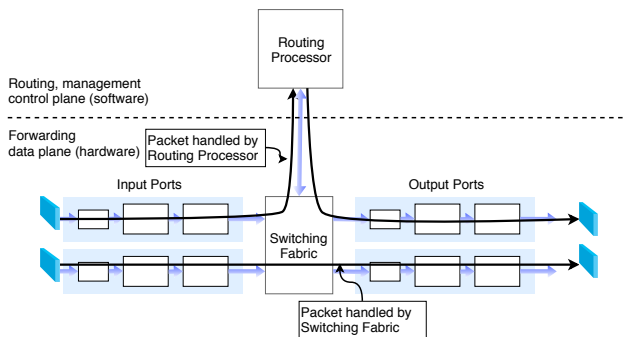 Routing
Processor
Routing, management
control plane (software)
Forwarding
data plane (hardware)
Packet handled by
Routing Processor
Input Ports
Output Ports
Switching
Fabric
Packet handled by
Switching Fabric